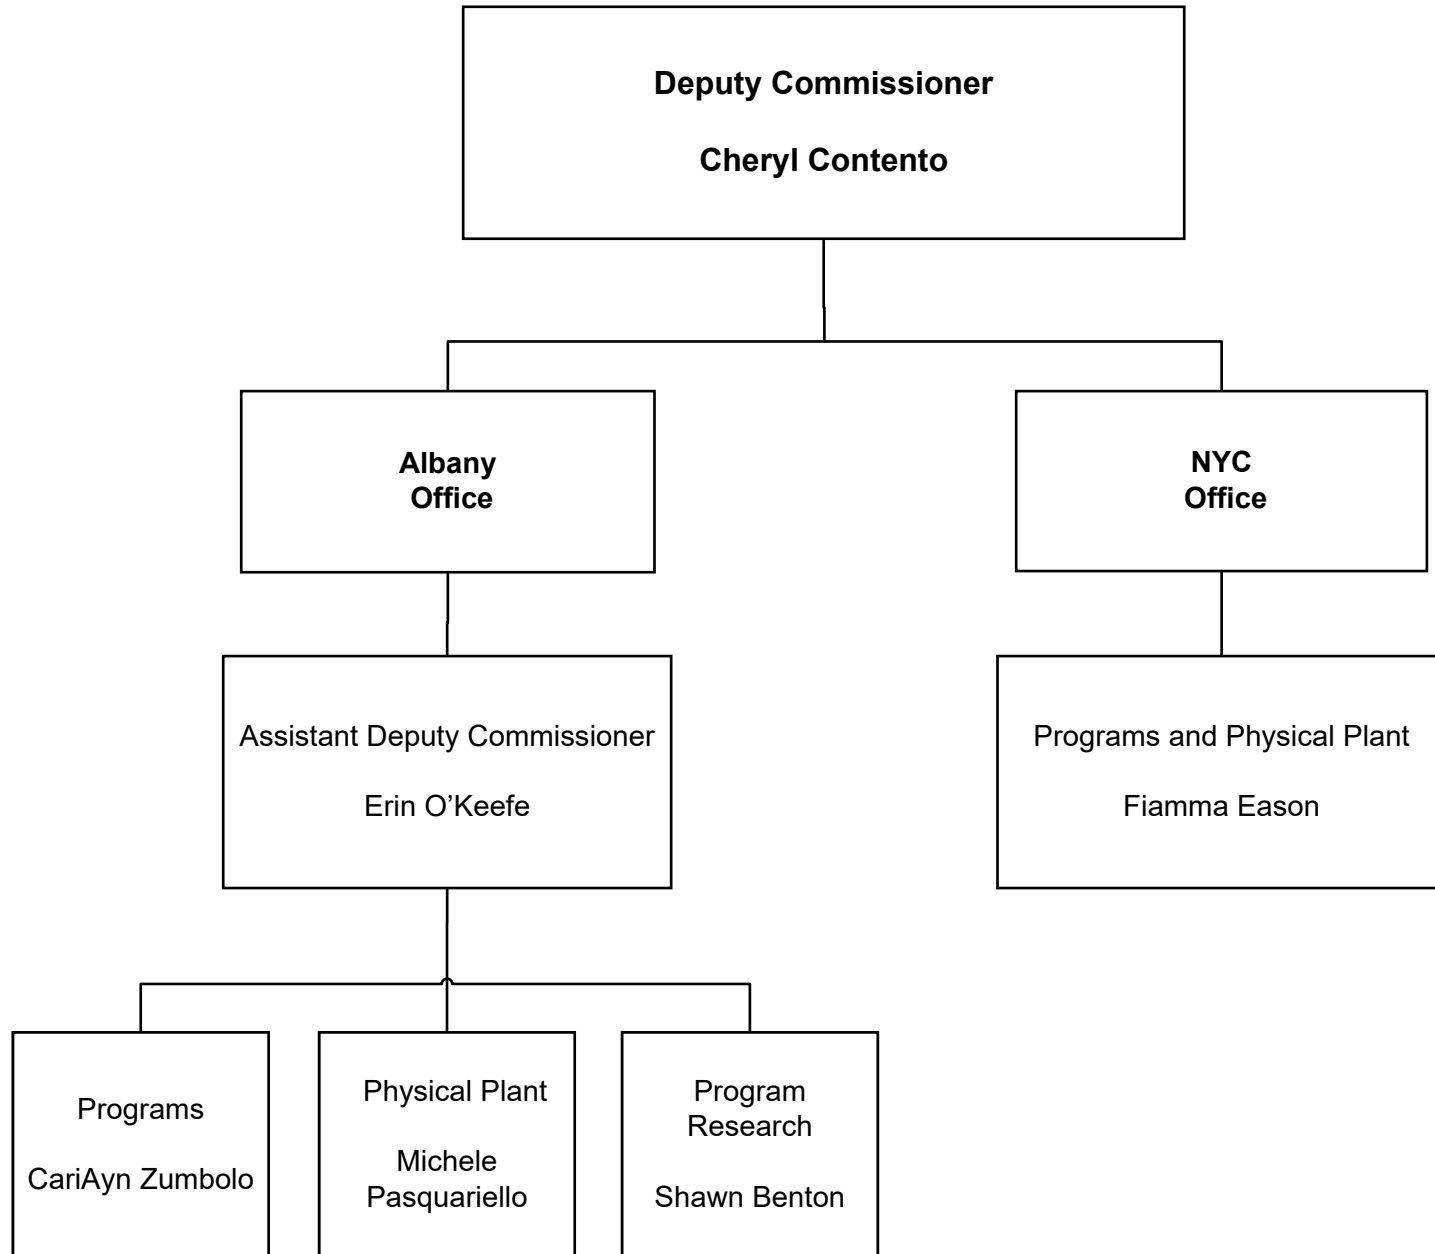 Deputy Commissioner
Cheryl Contento
Albany
Office
NYC
Office
Assistant Deputy Commissioner
Erin O’Keefe
Programs and Physical Plant
Fiamma Eason
Programs
CariAyn Zumbolo
Physical Plant
Michele
Pasquariello
Program
Research
Shawn Benton